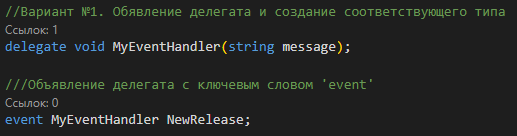 //Вариант №1. Обявление делегата и создание соответствующего типа
Ссылок: 1
delegate void MyEventHandler(string message);
///Объявление делегата с ключевым словом 'event'
Ссылок: 0
event MyEventHandler NewRelease;